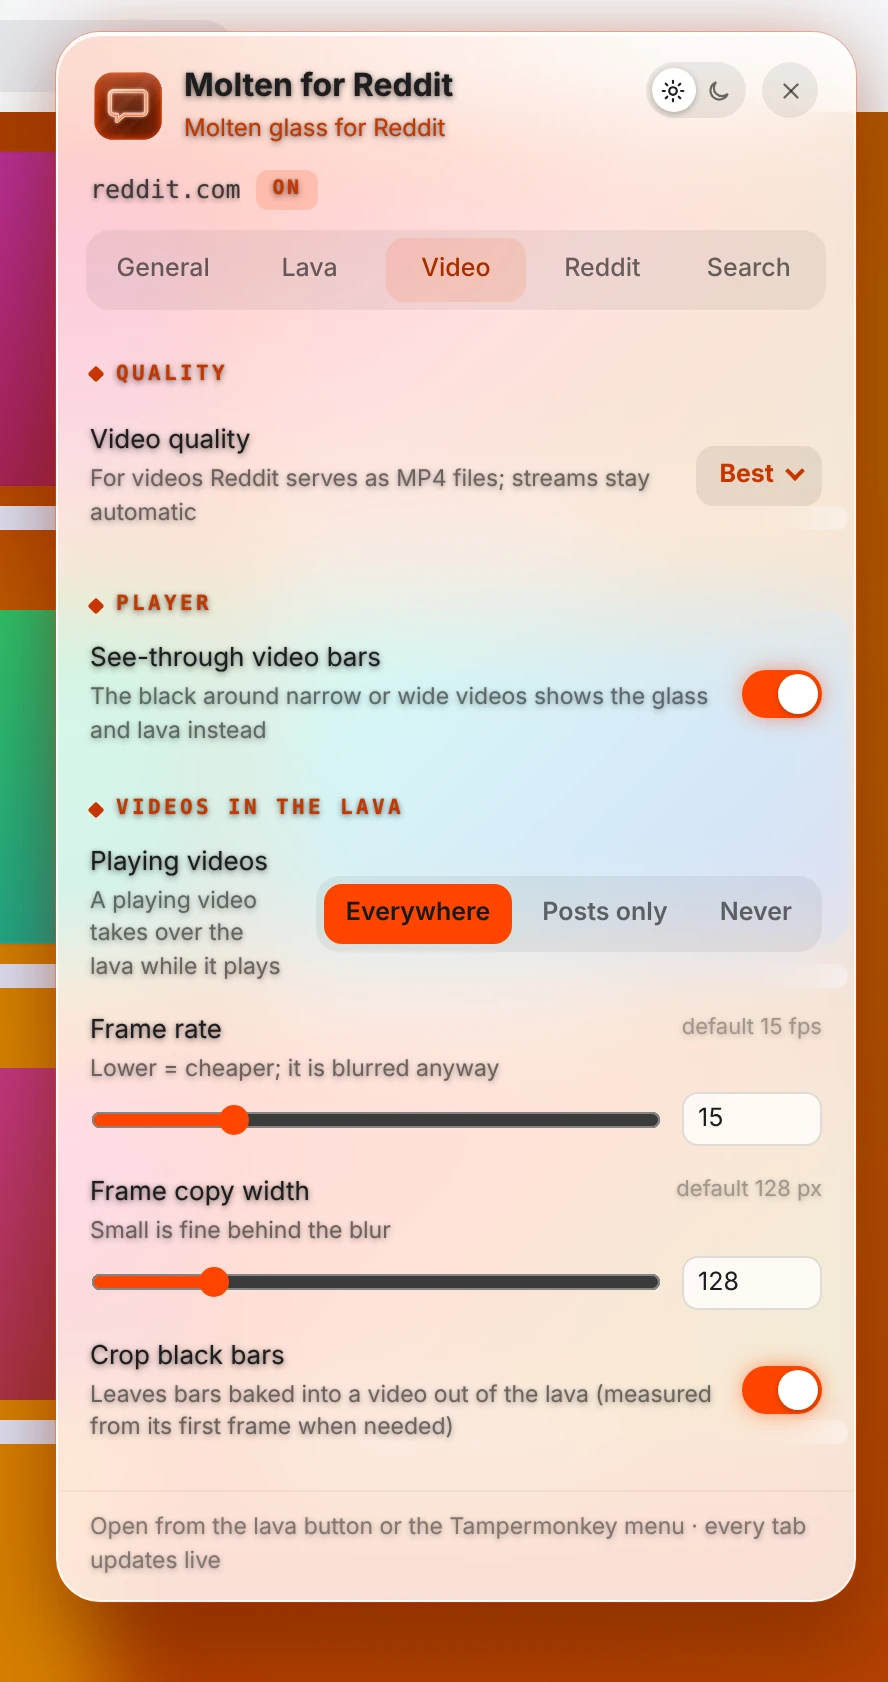 Molten for Reddit
Molten glass for Reddit
reddit.com ON
General Lava Video Reddit Search
QUALITY
Video quality
For videos Reddit serves as MP4 files; streams stay
automatic
Best
PLAYER
See-through video bars
The black around narrow or wide videos shows the glass
and lava instead
VIDEOS IN THE LAVA
Playing videos
A playing video
takes over the
lava while it plays
Everywhere Posts only Never
Frame rate
default 15 fps
Lower = cheaper; it is blurred anyway
15
Frame copy width
default 128 px
Small is fine behind the blur
128
Crop black bars
Leaves bars baked into a video out of the lava (measured
from its first frame when needed)
Open from the lava button or the Tampermonkey menu · every tab
updates live